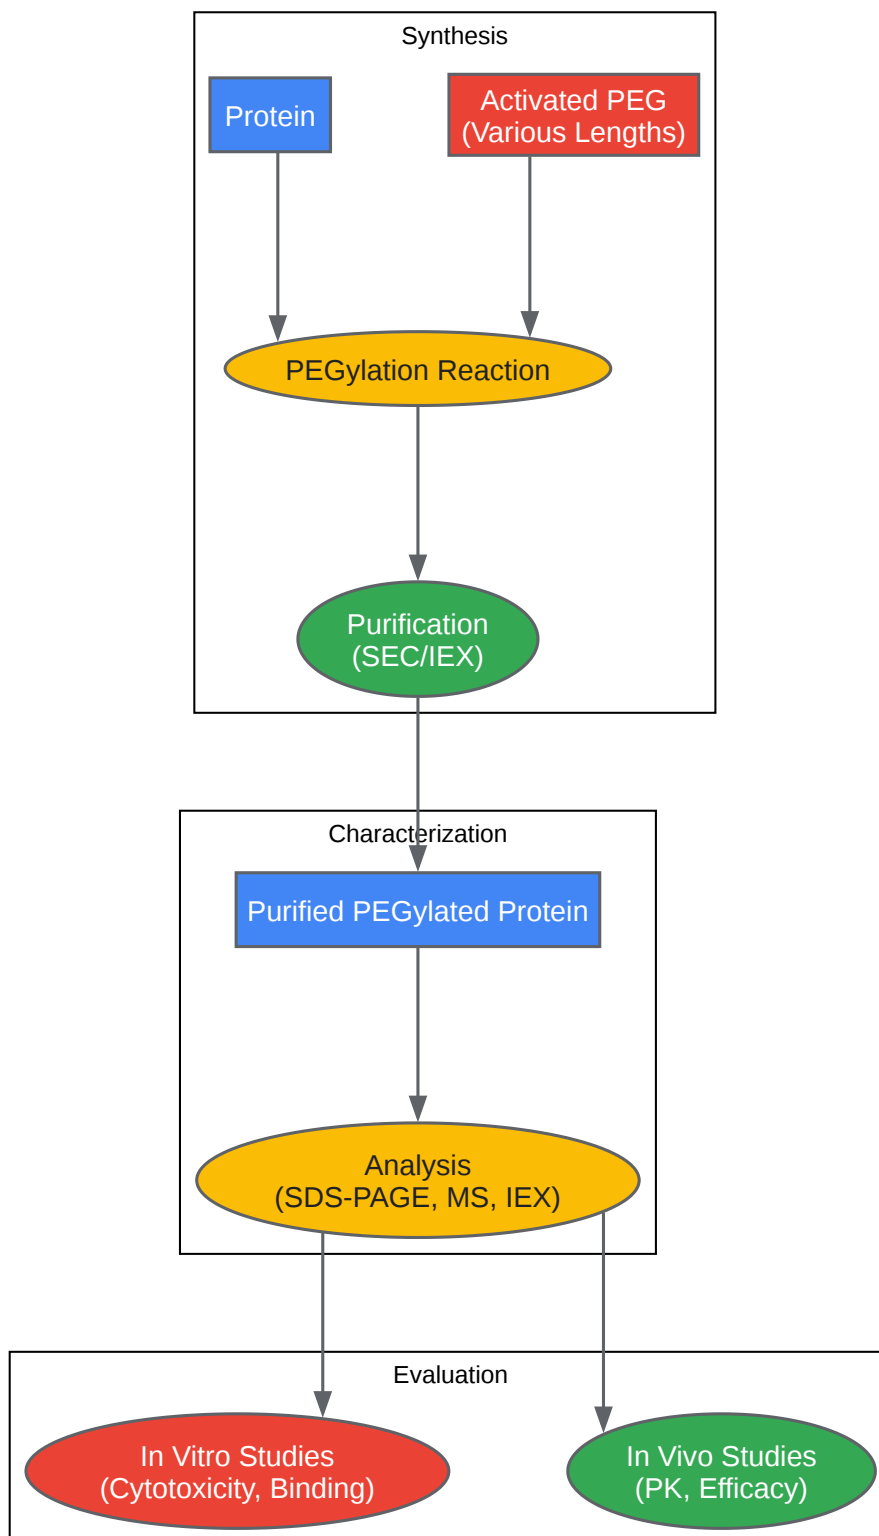 Synthesis
Protein
Activated PEG
(Various Lengths)
PEGylation Reaction
Purification
(SEC/IEX)
Characterization
Purified PEGylated Protein
Analysis
(SDS-PAGE, MS, IEX)
Evaluation
In Vitro Studies
(Cytotoxicity, Binding)
In Vivo Studies
(PK, Efficacy)